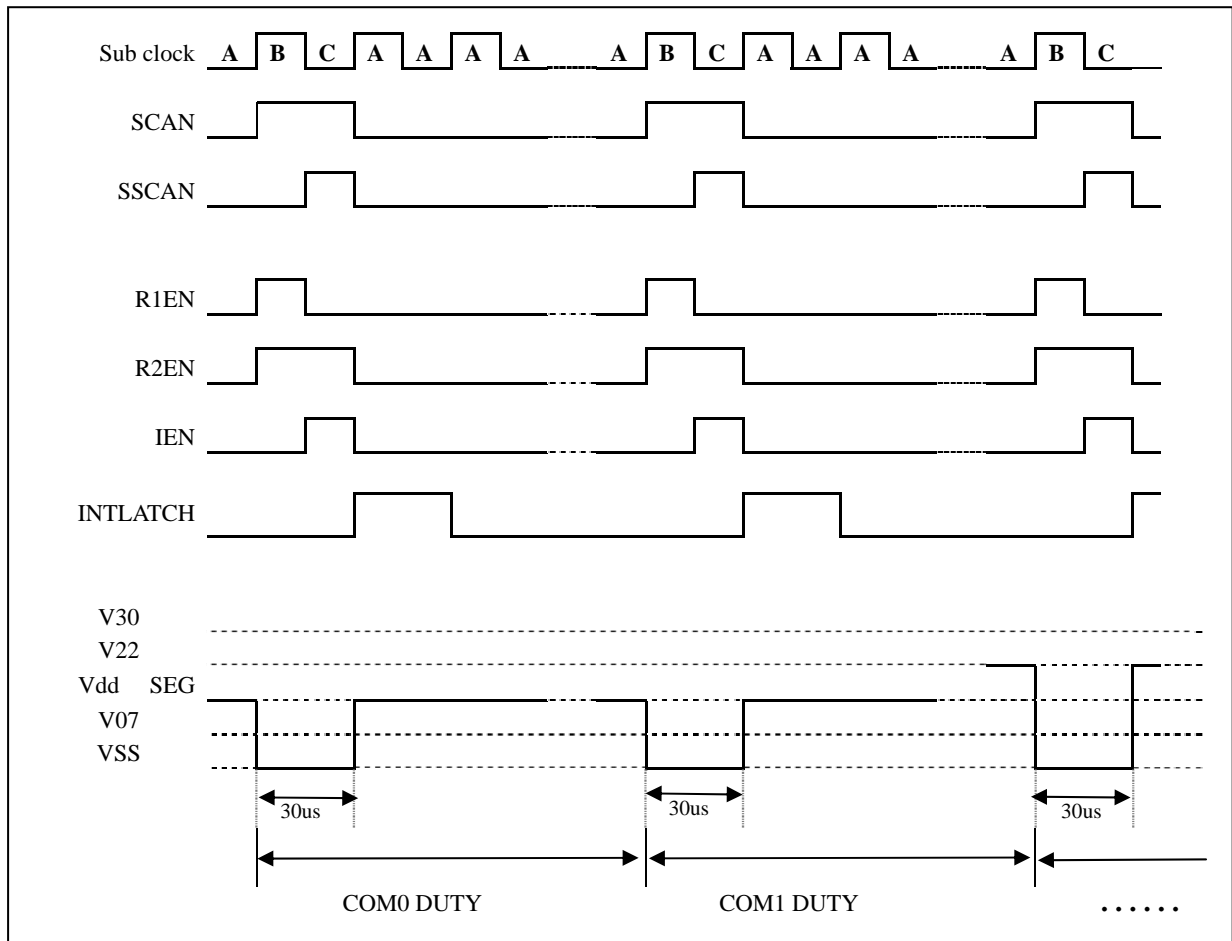 Sub clock A B C A A A A A B C A A A A A B C
SCAN
SSCAN
R1EN
R2EN
IEN
INTLATCH
V30
V22
Vdd SEG
V07
VSS
30us 30us 30us
COM0 DUTY COM1 DUTY ......